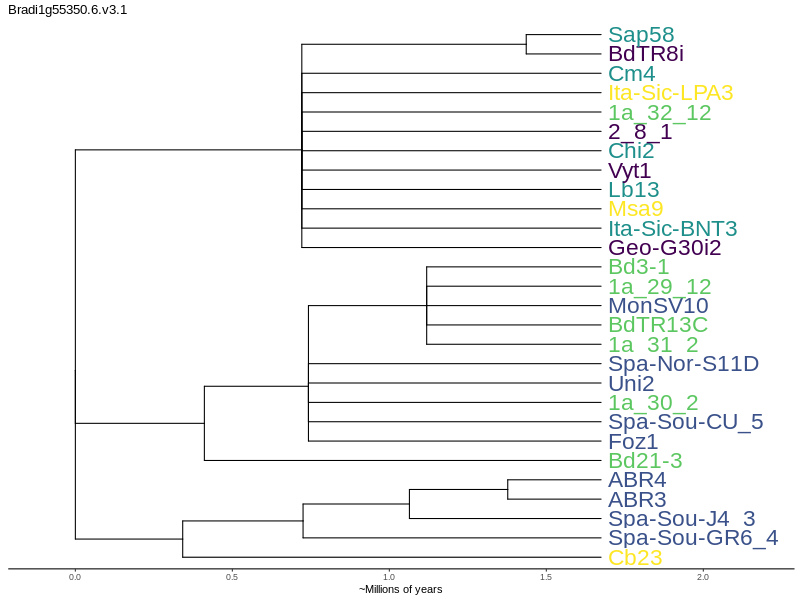 Bradi1g55350.6.v3.1
Sap58
BdTR8i
Cm4
Ita-Sic-LPA3
1a_32_12
2_8_1
Chi2
Vyt1
Lb13
Msa9
Ita-Sic-BNT3
Geo-G30i2
Bd3-1
1a_29_12
MonSV10
BdTR13C
1a_31_2
Spa-Nor-S11D
Uni2
1a_30_2
Spa-Sou-CU_5
Foz1
Bd21-3
ABR4
ABR3
Spa-Sou-J4_3
Spa-Sou-GR6_4
Cb23
0.0 0.5 1.0 1.5 2.0
~Millions of years